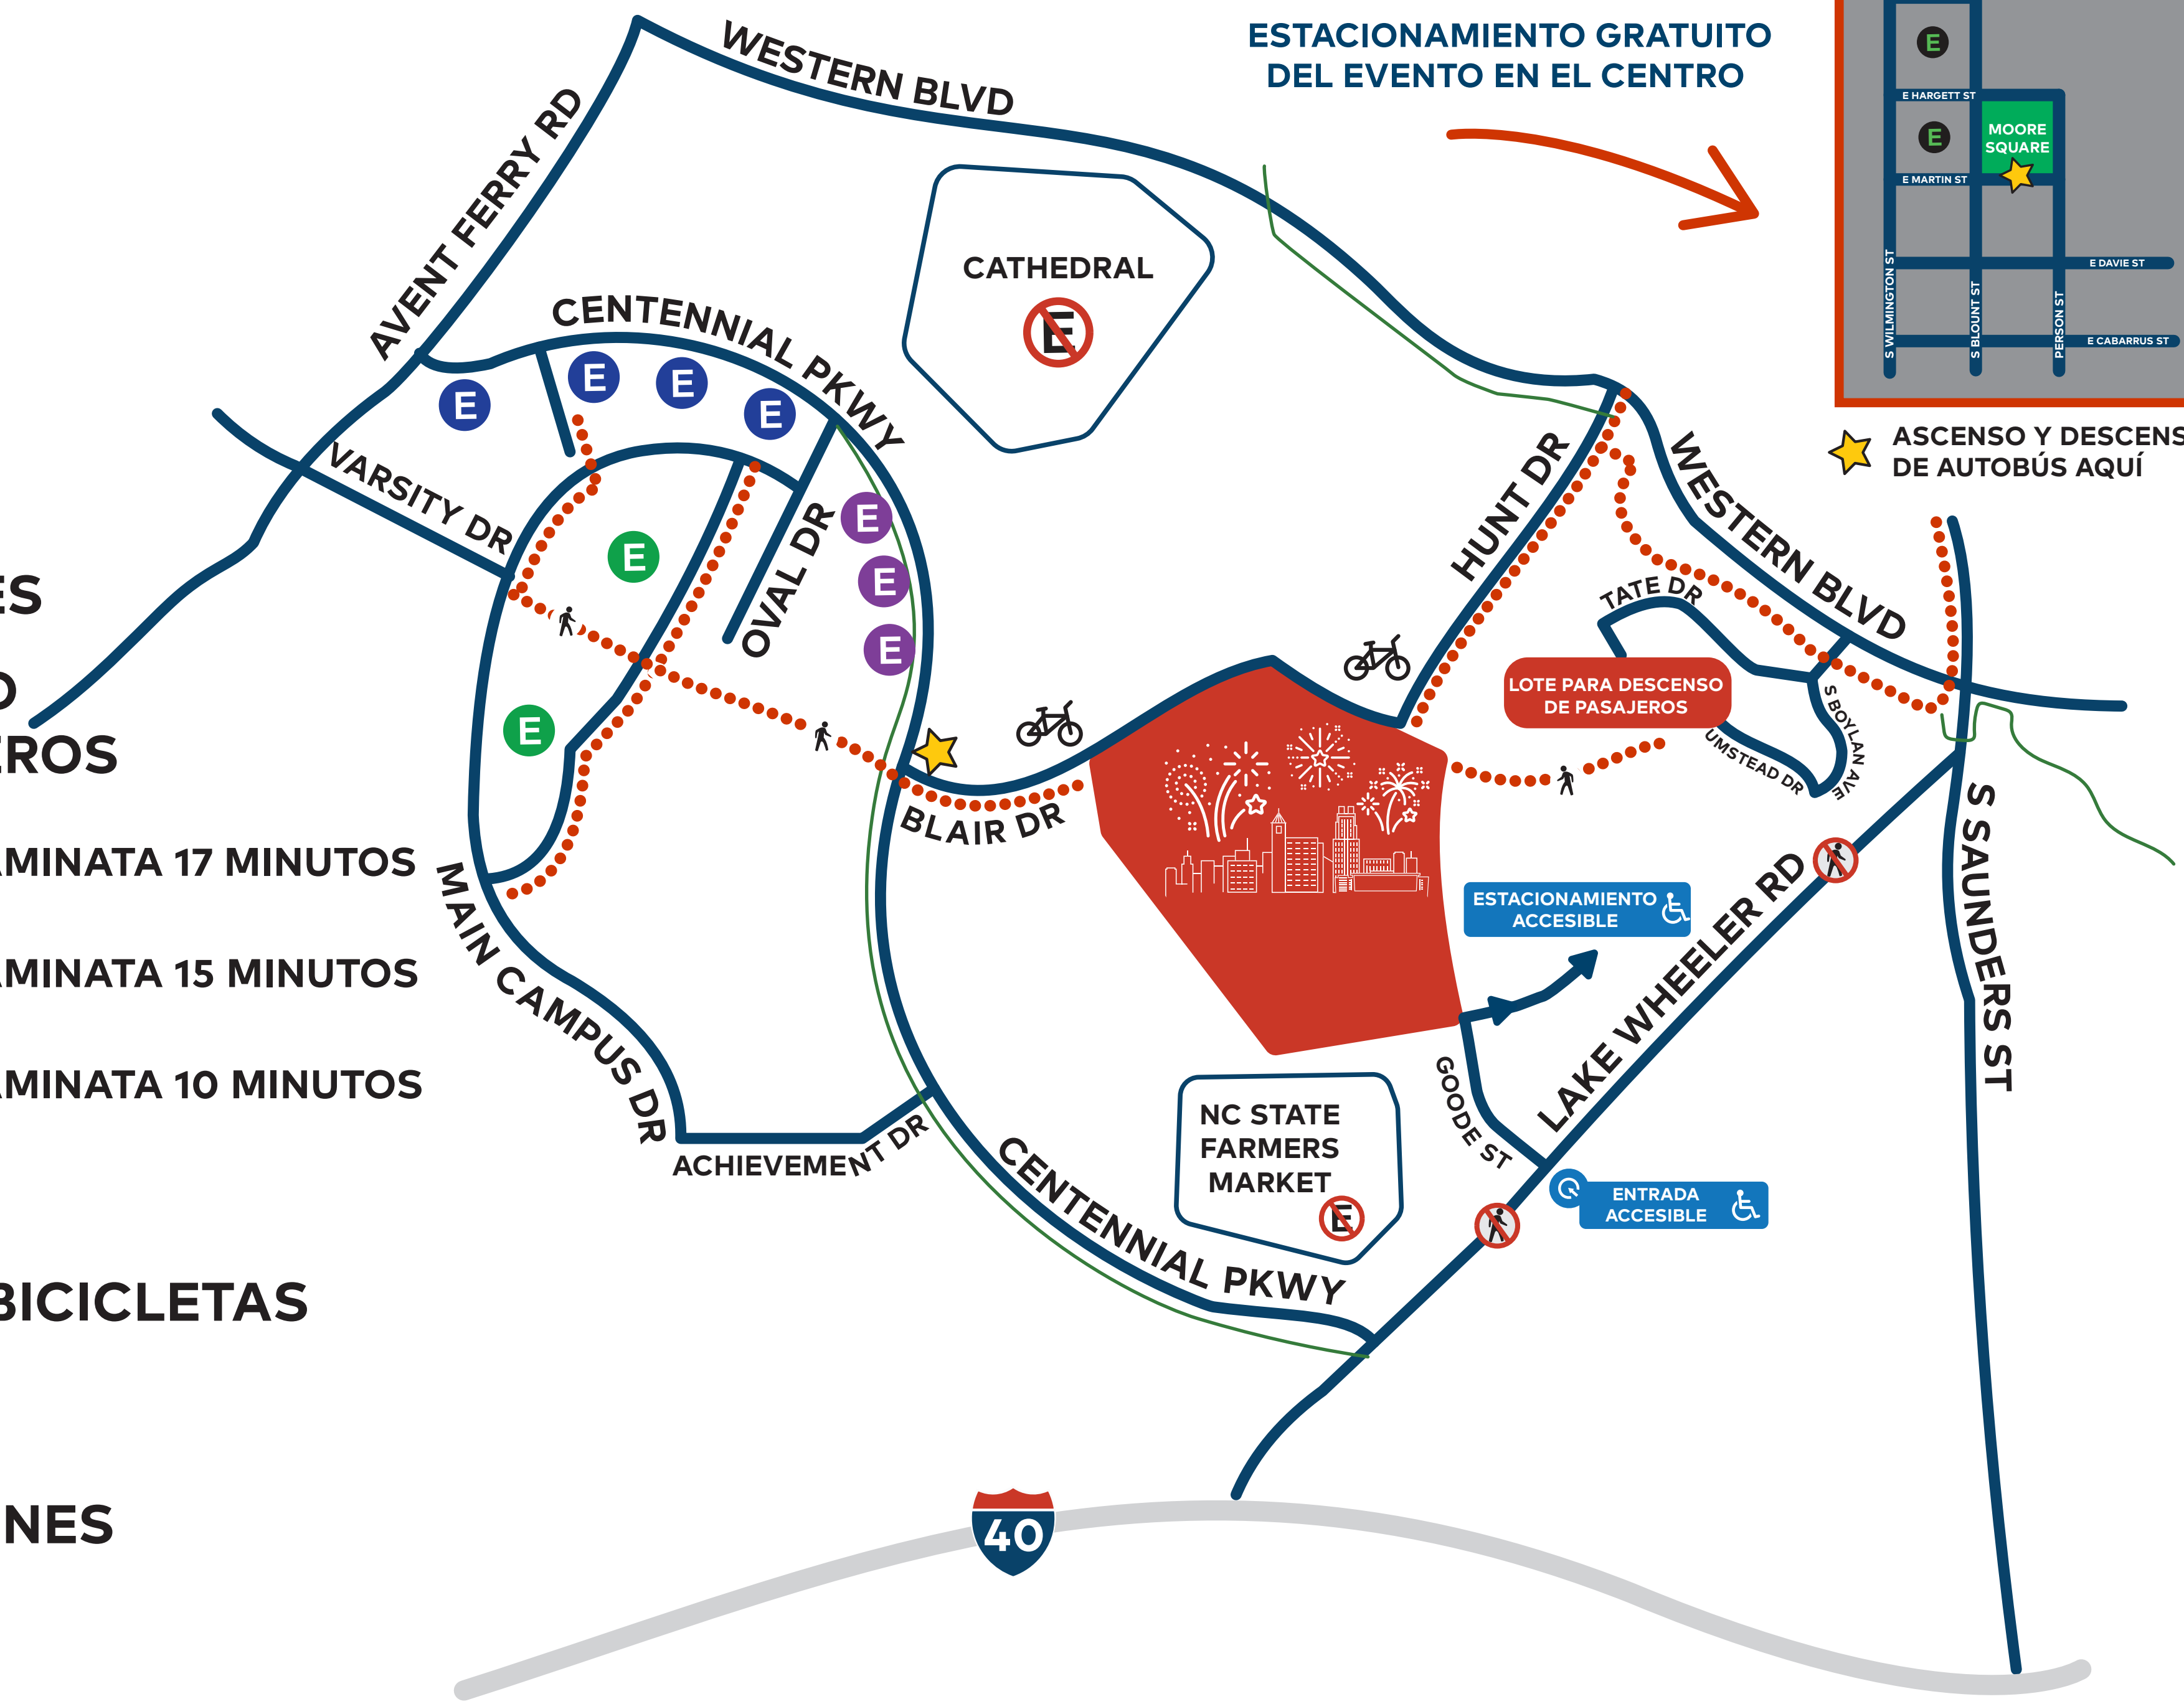 WESTERN BLVD
ESTACIONAMIENTO GRATUITO
DEL EVENTO EN EL CENTRO
E
E HARGETT ST
E
MOORE
SQUARE
E MARTIN ST
E DAVIE ST
S WILMINGTON ST
S BLOUNT ST
PERSON ST
E CABARRUS ST
ASCENSO Y DESCENS
DE AUTOBÚS AQUÍ
AVENT FERRY RD
CATHEDRAL
E
CENTENNIAL PKWY
E
E
E
E
VARSITY DR
E
E
E
E
E
OVAL DR
HUNT DR
WESTERN BLVD
TATE DR
LOTE PARA DESCENSO
DE PASAJEROS
S BOYLAN AVE
UMSTEAD DR
BLAIR DR
ES
O
EROS
AMINATA 17 MINUTOS
AMINATA 15 MINUTOS
AMINATA 10 MINUTOS
BICICLETAS
NES
MAIN CAMPUS DR
ACHIEVEMENT DR
ESTACIONAMIENTO
ACCESIBLE
LAKE WHEELER RD
S SAUNDERS ST
GOODE ST
NC STATE
FARMERS
MARKET
E
ENTRADA
ACCESIBLE
CENTENNIAL PKWY
40